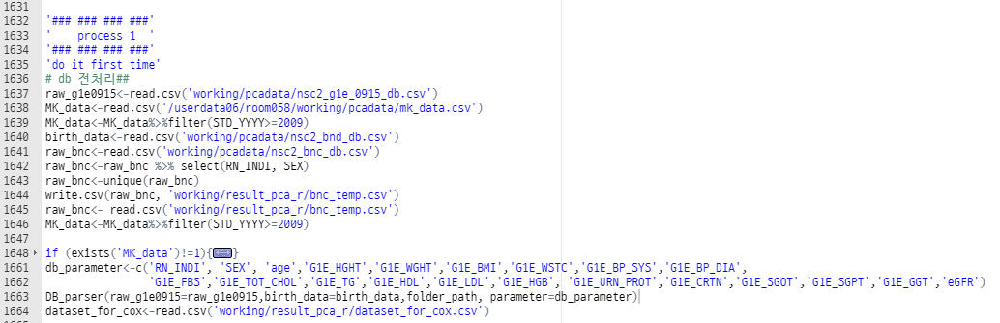 1631
1632 '### ### ### ###'
1633 '    process 1  '
1634 '### ### ### ###'
1635 'do it first time'
1636 # db 전처리##
1637 raw_g1e0915<-read.csv('working/pcadata/nsc2_g1e_0915_db.csv')
1638 MK_data<-read.csv('/userdata06/room058/working/pcadata/mk_data.csv')
1639 MK_data<-MK_data%>%filter(STD_YYYY>=2009)
1640 birth_data<-read.csv('working/pcadata/nsc2_bnd_db.csv')
1641 raw_bnc<-read.csv('working/pcadata/nsc2_bnc_db.csv')
1642 raw_bnc<-raw_bnc %>% select(RN_INDI, SEX)
1643 raw_bnc<-unique(raw_bnc)
1644 write.csv(raw_bnc, 'working/result_pca_r/bnc_temp.csv')
1645 raw_bnc<- read.csv('working/result_pca_r/bnc_temp.csv')
1646 MK_data<-MK_data%>%filter(STD_YYYY>=2009)
1647
1648 if (exists('MK_data')!=1){}
1661 db_parameter<-c('RN_INDI', 'SEX', 'age','G1E_HGHT','G1E_WGHT','G1E_BMI','G1E_WSTC','G1E_BP_SYS','G1E_BP_DIA',
1662                 'G1E_FBS','G1E_TOT_CHOL','G1E_TG','G1E_HDL','G1E_LDL','G1E_HGB', 'G1E_URN_PROT','G1E_CRTN','G1E_SGOT','G1E_SGPT','G1E_GGT','eGFR')
1663 DB_parser(raw_g1e0915=raw_g1e0915,birth_data=birth_data,folder_path, parameter=db_parameter)
1664 dataset_for_cox<-read.csv('working/result_pca_r/dataset_for_cox.csv')